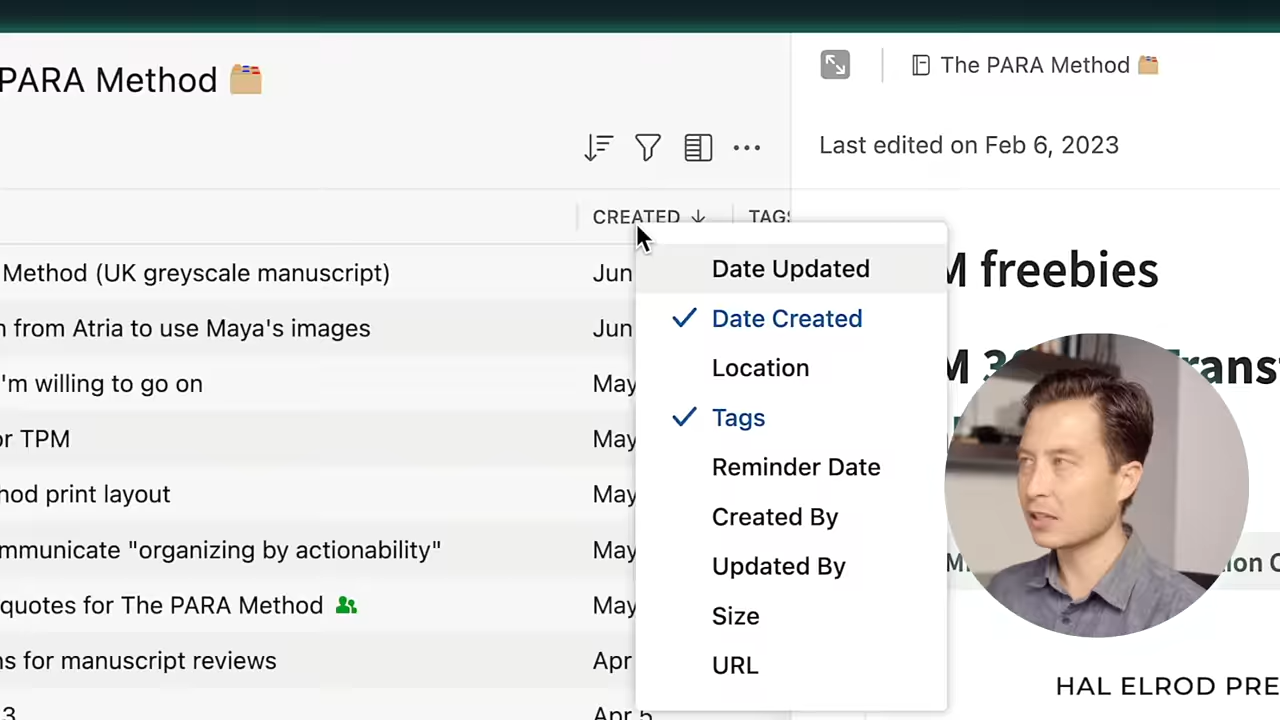 PARA Method
The PARA Method
Last edited on Feb 6, 2023
CREATED
Method (UK greyscale manuscript)
Jun
from Atria to use Maya's images
Jun
'm willing to go on
May
or TPM
May
hod print layout
May
mmunicate "organizing by actionability"
May
quotes for The PARA Method
May
s for manuscript reviews
Apr
3
Apr 5
Date Updated
Date Created
Location
Tags
Reminder Date
Created By
Updated By
Size
URL
M freebies
HAL ELROD PRE